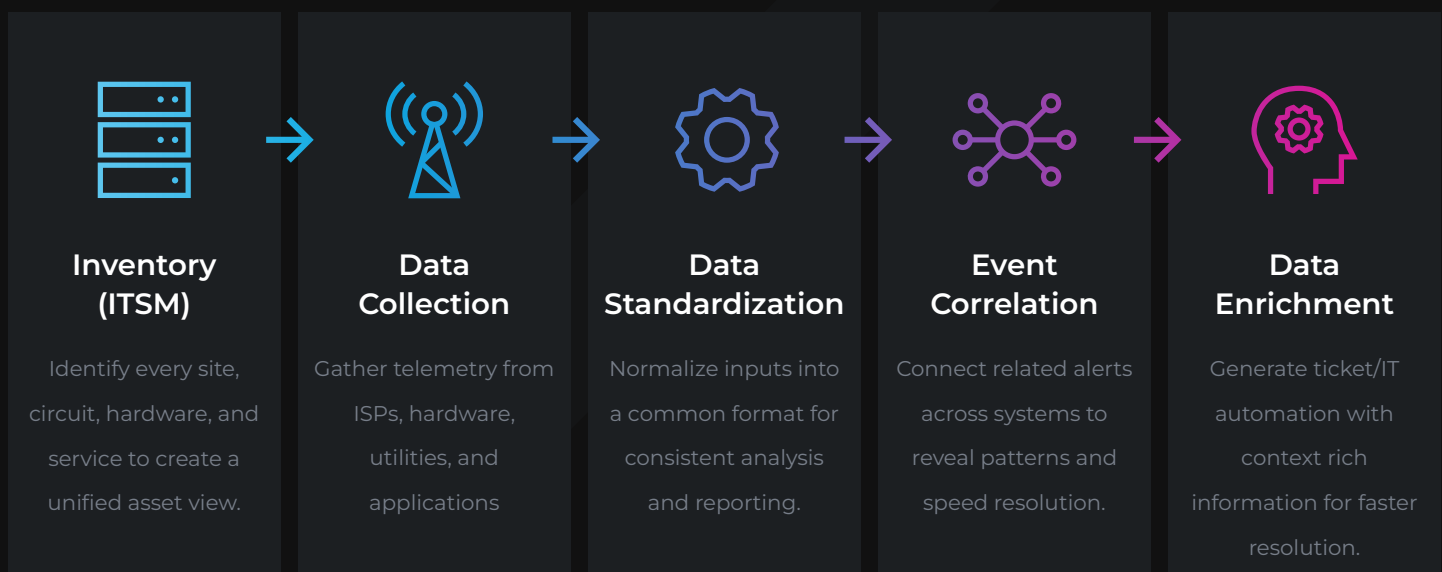 Inventory
(ITSM)
Identify every site,
circuit, hardware, and
service to create a
unified asset view.
Data
Collection
Gather telemetry from
ISPs, hardware,
utilities, and
applications
Data
Standardization
Normalize inputs into
a common format for
consistent analysis
and reporting.
Event
Correlation
Connect related alerts
across systems to
reveal patterns and
speed resolution.
Data
Enrichment
Generate ticket/IT
automation with
context rich
information for faster
resolution.